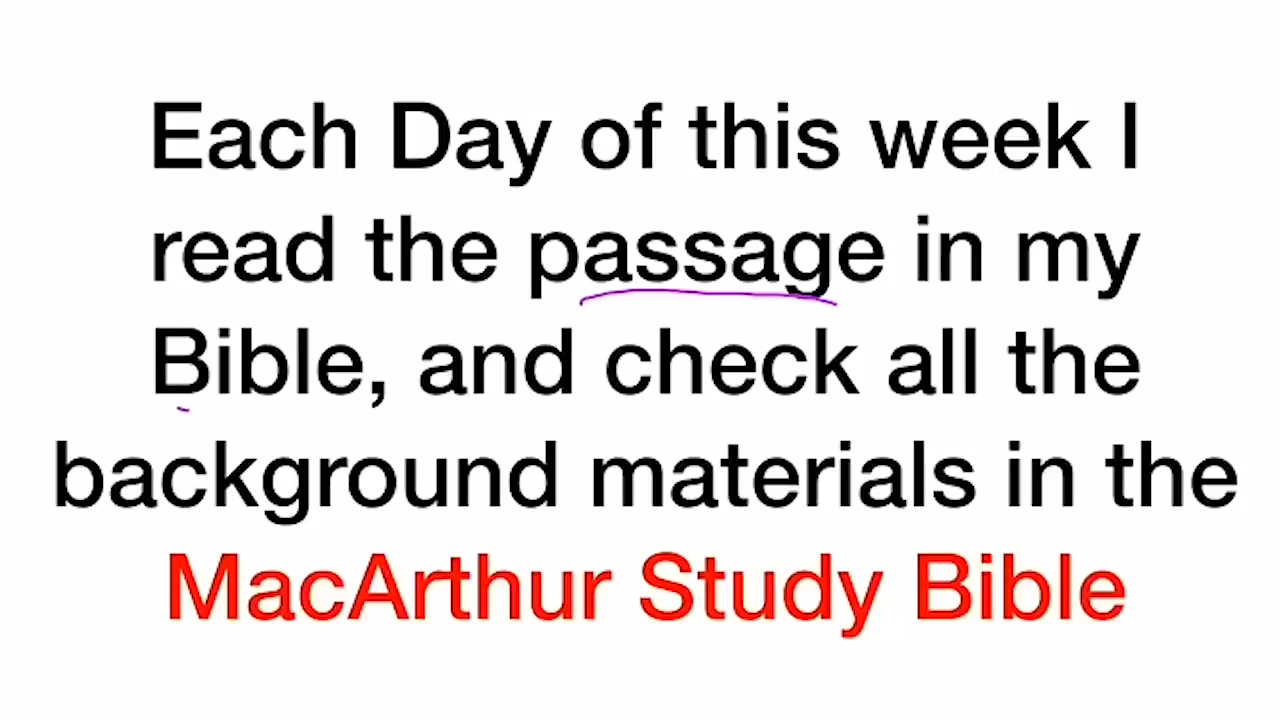 Each Day of this week I
read the passage in my
Bible, and check all the
background materials in the
MacArthur Study Bible